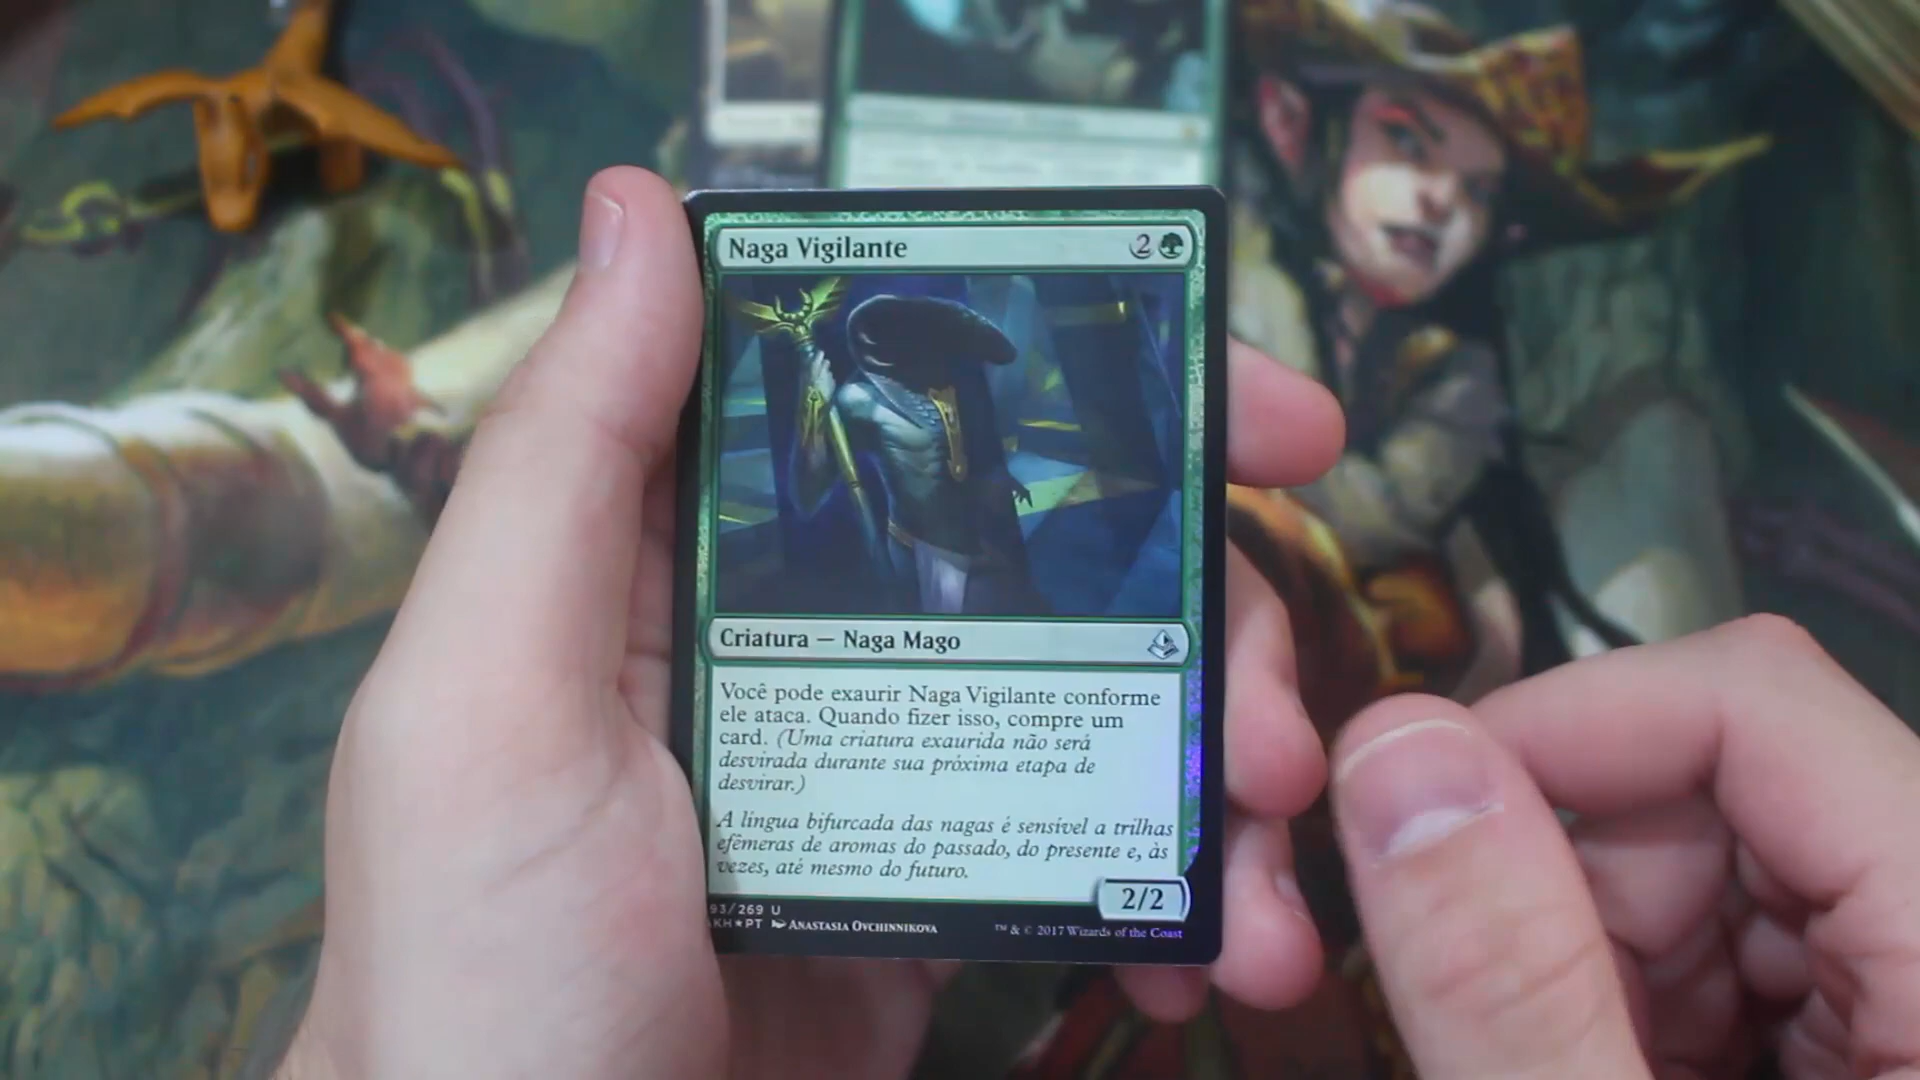 Naga Vigilante 2
Criatura — Naga Mago
Você pode exaurir Naga Vigilante conforme
ele ataca. Quando fizer isso, compre um
card. (Uma criatura exaurida não será
desvirada durante sua próxima etapa de
desvirar.)
A língua bifurcada das nagas é sensível a trilhas
efêmeras de aromas do passado, do presente e, às
vezes, até mesmo do futuro.
2/2
93/269 U
KH★PT ANASTASIA OVCHINNIKOVA
™ & © 2017 Wizards of the Coast